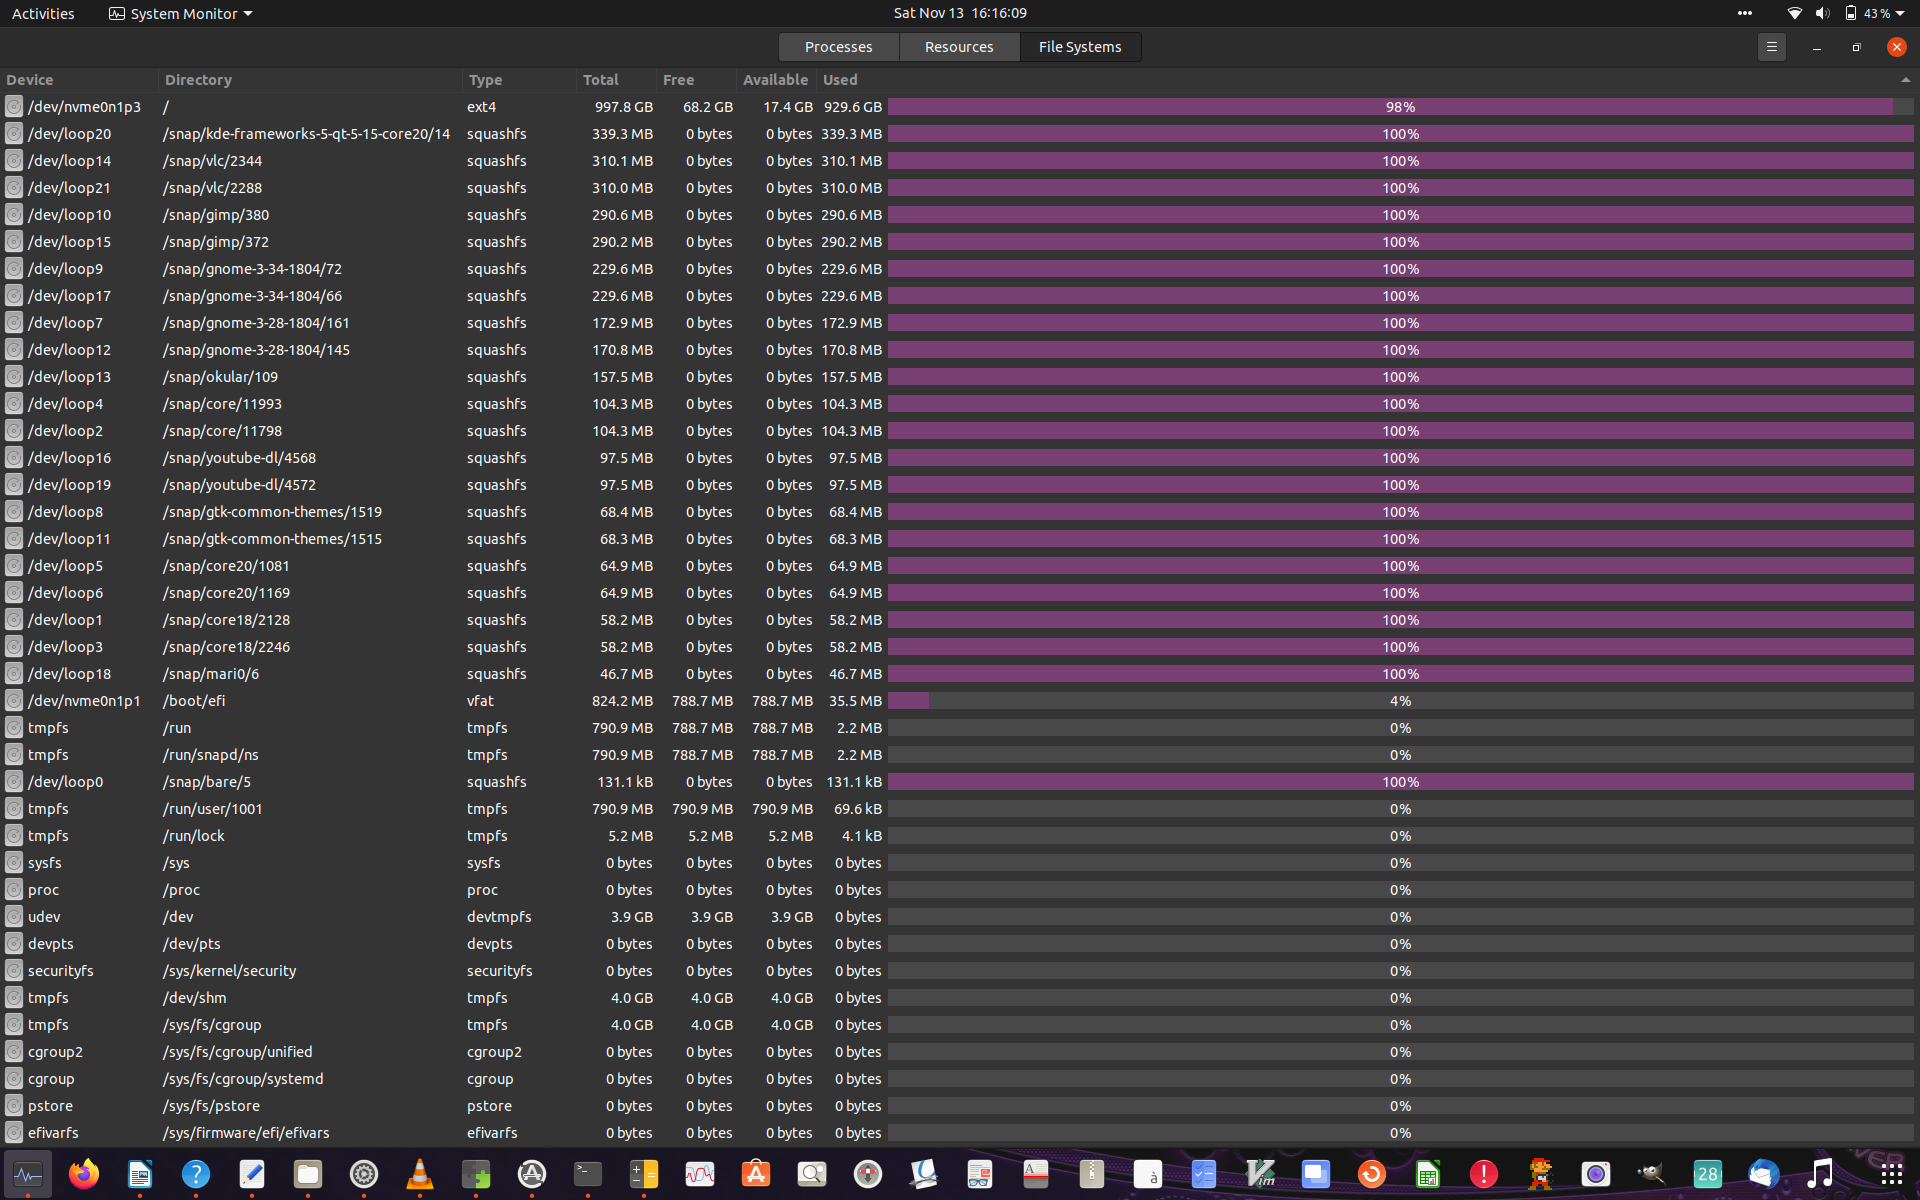 Activities System Monitor Sat Nov 13 16:16:09 43 %
Processes Resources File Systems
Device Directory Type Total Free Available Used
/dev/nvme0n1p3 / ext4 997.8 GB 68.2 GB 17.4 GB 929.6 GB 98%
/dev/loop20 /snap/kde-frameworks-5-qt-5-15-core20/14 squashfs 339.3 MB 0 bytes 0 bytes 339.3 MB 100%
/dev/loop14 /snap/vlc/2344 squashfs 310.1 MB 0 bytes 0 bytes 310.1 MB 100%
/dev/loop21 /snap/vlc/2288 squashfs 310.0 MB 0 bytes 0 bytes 310.0 MB 100%
/dev/loop10 /snap/gimp/380 squashfs 290.6 MB 0 bytes 0 bytes 290.6 MB 100%
/dev/loop15 /snap/gimp/372 squashfs 290.2 MB 0 bytes 0 bytes 290.2 MB 100%
/dev/loop9 /snap/gnome-3-34-1804/72 squashfs 229.6 MB 0 bytes 0 bytes 229.6 MB 100%
/dev/loop17 /snap/gnome-3-34-1804/66 squashfs 229.6 MB 0 bytes 0 bytes 229.6 MB 100%
/dev/loop7 /snap/gnome-3-28-1804/161 squashfs 172.9 MB 0 bytes 0 bytes 172.9 MB 100%
/dev/loop12 /snap/gnome-3-28-1804/145 squashfs 170.8 MB 0 bytes 0 bytes 170.8 MB 100%
/dev/loop13 /snap/okular/109 squashfs 157.5 MB 0 bytes 0 bytes 157.5 MB 100%
/dev/loop4 /snap/core/11993 squashfs 104.3 MB 0 bytes 0 bytes 104.3 MB 100%
/dev/loop2 /snap/core/11798 squashfs 104.3 MB 0 bytes 0 bytes 104.3 MB 100%
/dev/loop16 /snap/youtube-dl/4568 squashfs 97.5 MB 0 bytes 0 bytes 97.5 MB 100%
/dev/loop19 /snap/youtube-dl/4572 squashfs 97.5 MB 0 bytes 0 bytes 97.5 MB 100%
/dev/loop8 /snap/gtk-common-themes/1519 squashfs 68.4 MB 0 bytes 0 bytes 68.4 MB 100%
/dev/loop11 /snap/gtk-common-themes/1515 squashfs 68.3 MB 0 bytes 0 bytes 68.3 MB 100%
/dev/loop5 /snap/core20/1081 squashfs 64.9 MB 0 bytes 0 bytes 64.9 MB 100%
/dev/loop6 /snap/core20/1169 squashfs 64.9 MB 0 bytes 0 bytes 64.9 MB 100%
/dev/loop1 /snap/core18/2128 squashfs 58.2 MB 0 bytes 0 bytes 58.2 MB 100%
/dev/loop3 /snap/core18/2246 squashfs 58.2 MB 0 bytes 0 bytes 58.2 MB 100%
/dev/loop18 /snap/mari0/6 squashfs 46.7 MB 0 bytes 0 bytes 46.7 MB 100%
/dev/nvme0n1p1 /boot/efi vfat 824.2 MB 788.7 MB 788.7 MB 35.5 MB 4%
tmpfs /run tmpfs 790.9 MB 788.7 MB 788.7 MB 2.2 MB 0%
tmpfs /run/snapd/ns tmpfs 790.9 MB 788.7 MB 788.7 MB 2.2 MB 0%
/dev/loop0 /snap/bare/5 squashfs 131.1 kB 0 bytes 0 bytes 131.1 kB 100%
tmpfs /run/user/1001 tmpfs 790.9 MB 790.9 MB 790.9 MB 69.6 kB 0%
tmpfs /run/lock tmpfs 5.2 MB 5.2 MB 5.2 MB 4.1 kB 0%
sysfs /sys sysfs 0 bytes 0 bytes 0 bytes 0 bytes 0%
proc /proc proc 0 bytes 0 bytes 0 bytes 0 bytes 0%
udev /dev devtmpfs 3.9 GB 3.9 GB 3.9 GB 0 bytes 0%
devpts /dev/pts devpts 0 bytes 0 bytes 0 bytes 0 bytes 0%
securityfs /sys/kernel/security securityfs 0 bytes 0 bytes 0 bytes 0 bytes 0%
tmpfs /dev/shm tmpfs 4.0 GB 4.0 GB 4.0 GB 0 bytes 0%
tmpfs /sys/fs/cgroup tmpfs 4.0 GB 4.0 GB 4.0 GB 0 bytes 0%
cgroup2 /sys/fs/cgroup/unified cgroup2 0 bytes 0 bytes 0 bytes 0 bytes 0%
cgroup /sys/fs/cgroup/systemd cgroup 0 bytes 0 bytes 0 bytes 0 bytes 0%
pstore /sys/fs/pstore pstore 0 bytes 0 bytes 0 bytes 0 bytes 0%
efivarfs /sys/firmware/efi/efivars efivarfs 0 bytes 0 bytes 0 bytes 0 bytes 0%
28